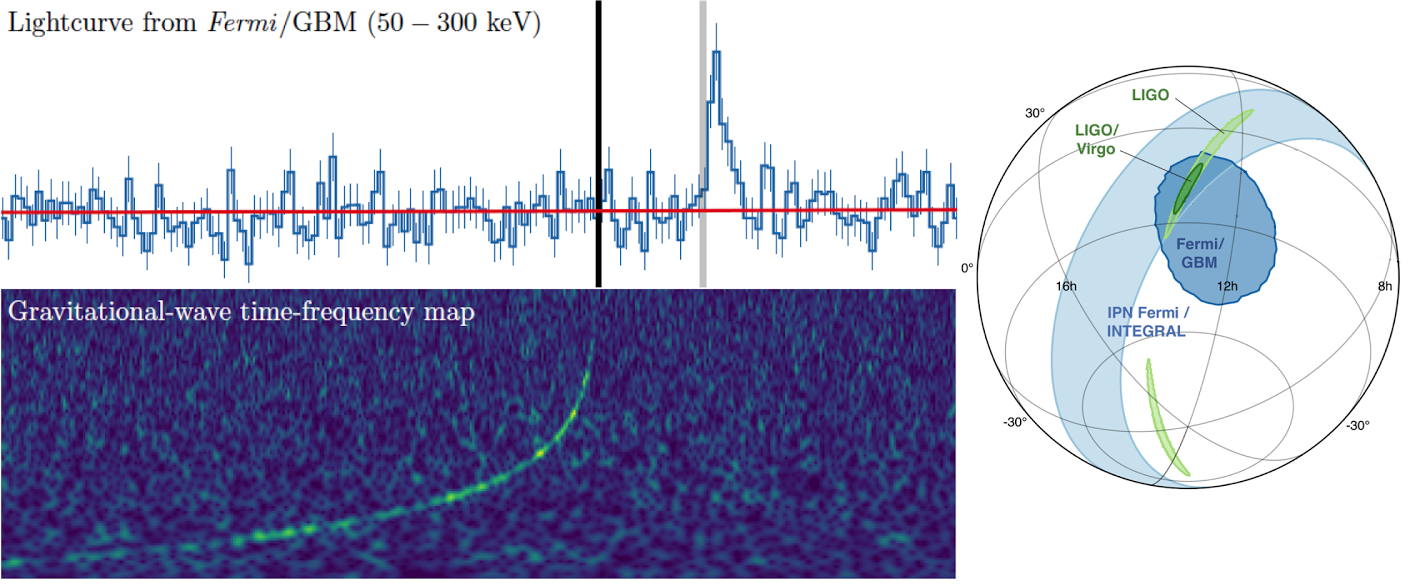 Lightcurve from Fermi/GBM (50 – 300 keV)
Gravitational-wave time-frequency map
LIGO
30°
LIGO/
Virgo
Fermi/
GBM
0°
16h
12h
8h
IPN Fermi /
INTEGRAL
-30°
-30°